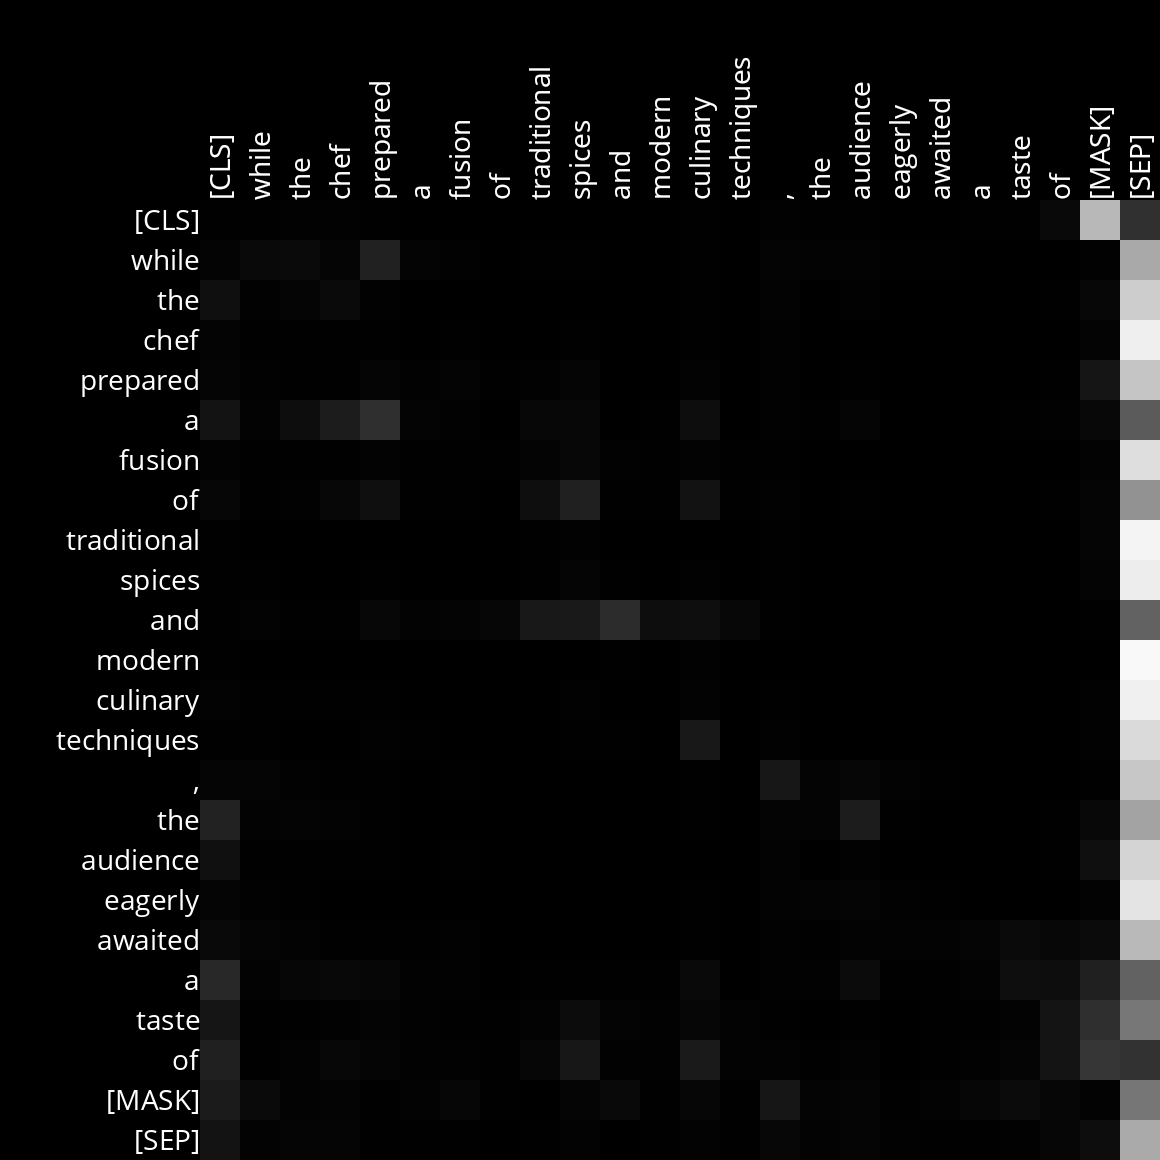 [CLS]
while
the
chef
prepared
a
fusion
of
traditional
spices
and
modern
culinary
techniques
,
the
audience
eagerly
awaited
a
taste
of
[MASK]
[SEP]
[CLS]
while
the
chef
prepared
a
fusion
of
traditional
spices
and
modern
culinary
techniques
,
the
audience
eagerly
awaited
a
taste
of
[MASK]
[SEP]